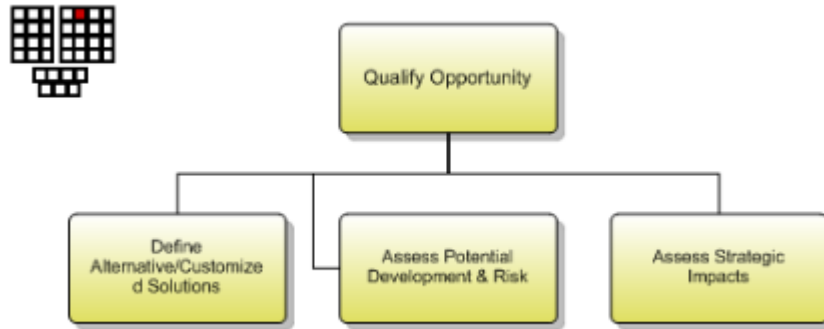 Qualify Opportunity
Define
Alternative/Customize
d Solutions
Assess Potential
Development & Risk
Assess Strategic
Impacts